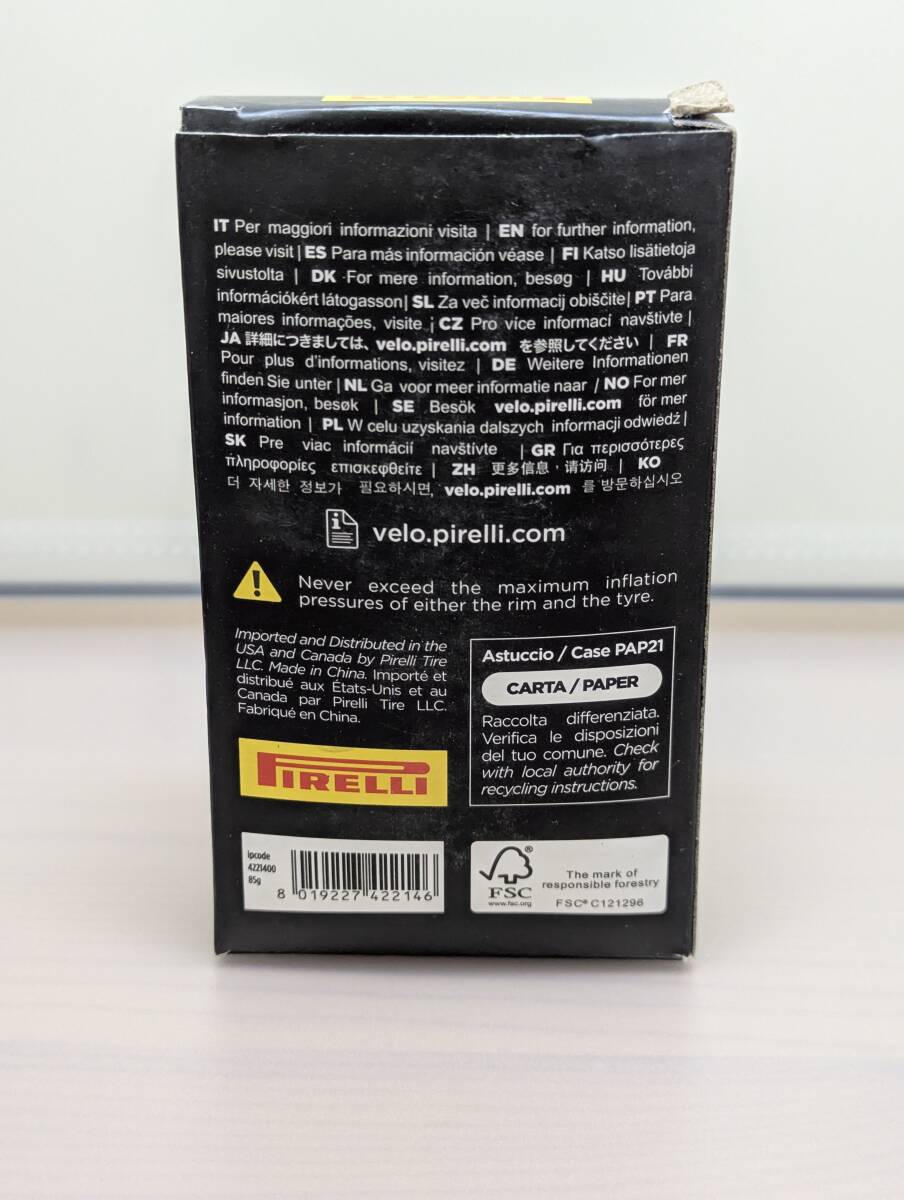 IT Per maggiori informazioni visita | EN for further information,
please visit | ES Para más información véase | FI Katso lisätietoja
sivustolta | DK For mere information, besøg | HU További
információkért látogasson| SL Za več informacij obiščite| PT Para
maiores informações, visite ¡ CZ Pro více informací navštivte |
JA 詳細につきましては、velo.pirelli.com を参照してください | FR
Pour plus d'informations, visitez | DE Weitere Informationen
finden Sie unter | NL Ga voor meer informatie naar / NO For mer
informasjon, besøk | SE Besök velo.pirelli.com för mer
information | PL W celu uzyskania dalszych informacji odwiedź |
SK Pre viac informácií navštívte | GR Για περισσότερες
πληροφορίες επισκεφθείτε | ZH 更多信息，请访问 | KO
더 자세한 정보가 필요하시면, velo.pirelli.com 를 방문하십시오
velo.pirelli.com
Never exceed the maximum inflation
pressures of either the rim and the tyre.
Imported and Distributed in the
USA and Canada by Pirelli Tire
LLC. Made in China. Importé et
distribué aux États-Unis et au
Canada par Pirelli Tire LLC.
Fabriqué en China.
Astuccio / Case PAP21
CARTA / PAPER
Raccolta differenziata.
Verifica le disposizioni
del tuo comune. Check
with local authority for
recycling instructions.
PIRELLI
ipcode
4221400
85g
8 019227 422146
FSC®
www.fsc.org
The mark of
responsible forestry
FSC® C121296